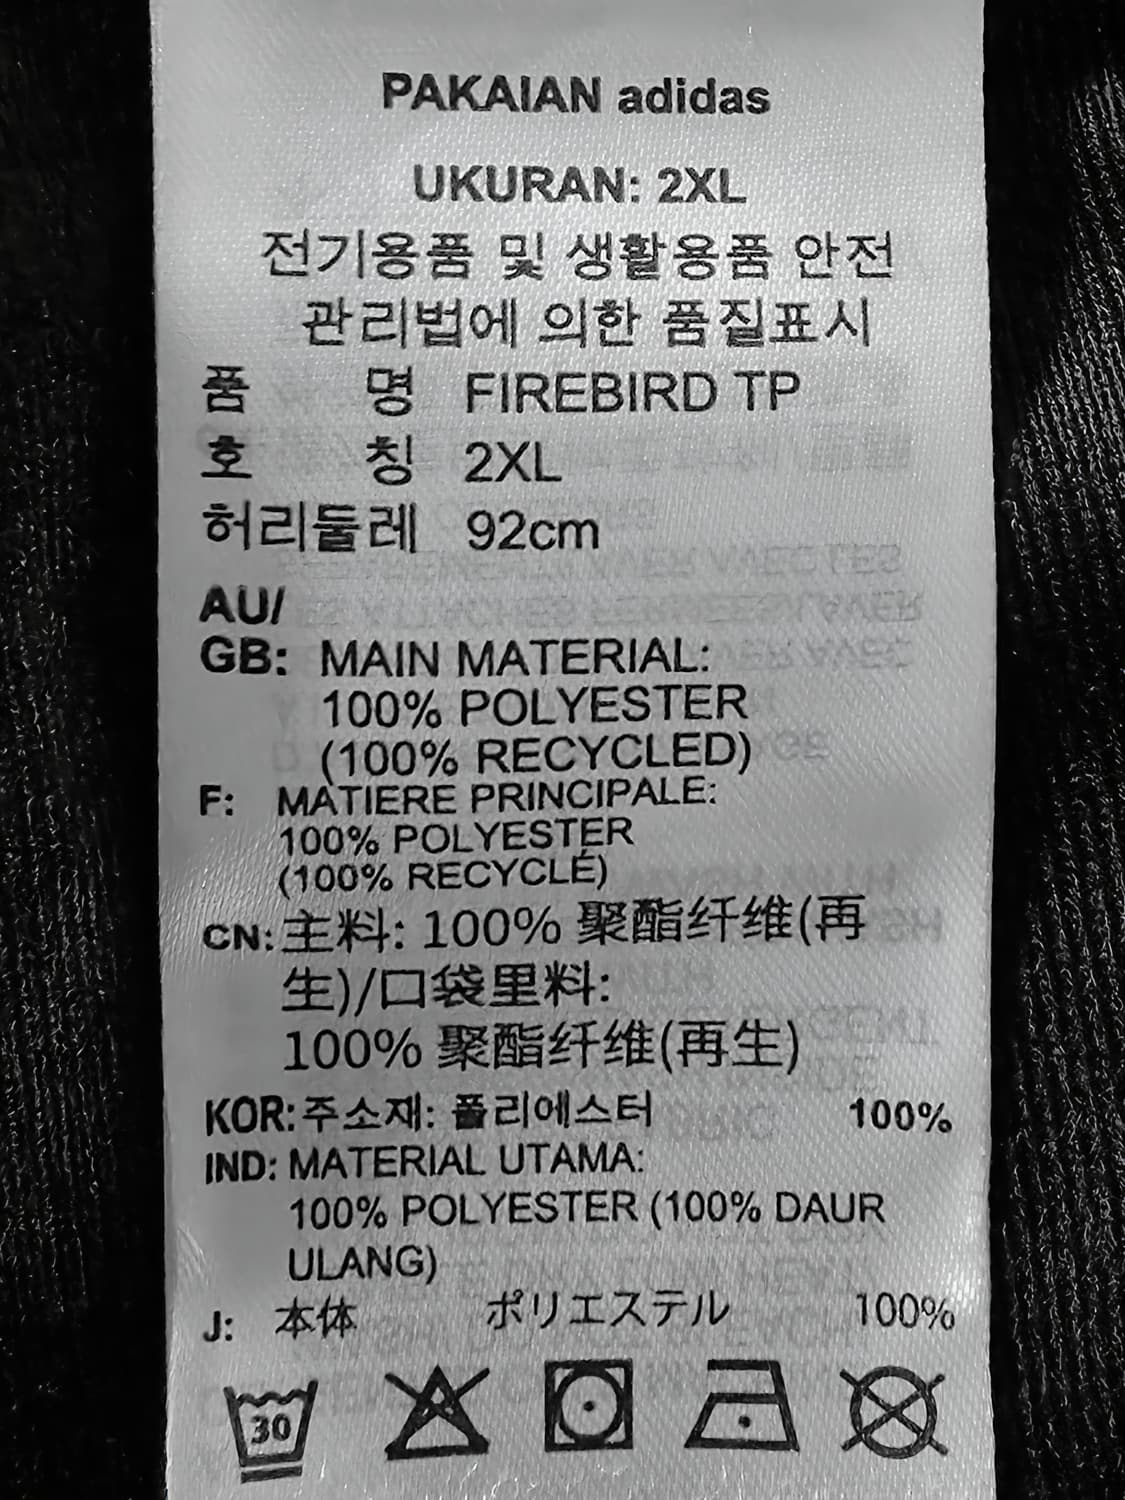 PAKAIAN adidas
UKURAN: 2XL
전기용품 및 생활용품 안전
관리법에 의한 품질표시
품 명 FIREBIRD TP
호 칭 2XL
허리둘레 92cm
AU/
GB: MAIN MATERIAL:
100% POLYESTER
(100% RECYCLED)
F: MATIERE PRINCIPALE:
100% POLYESTER
(100% RECYCLÉ)
CN: 主料: 100% 聚酯纤维(再
生)/口袋里料:
100% 聚酯纤维(再生)
KOR: 주소재: 폴리에스터 100%
IND: MATERIAL UTAMA:
100% POLYESTER (100% DAUR
ULANG)
J: 本体 ポリエステル 100%
30